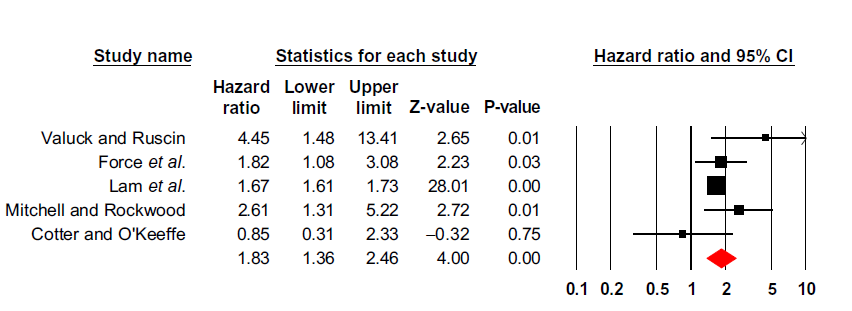 Study name Statistics for each study Hazard ratio and 95% CI
Hazard Lower Upper
ratio limit limit Z-value P-value
Valuck and Ruscin 4.45 1.48 13.41 2.65 0.01
Force et al. 1.82 1.08 3.08 2.23 0.03
Lam et al. 1.67 1.61 1.73 28.01 0.00
Mitchell and Rockwood 2.61 1.31 5.22 2.72 0.01
Cotter and O'Keeffe 0.85 0.31 2.33 –0.32 0.75
1.83 1.36 2.46 4.00 0.00
0.1 0.2 0.5 1 2 5 10